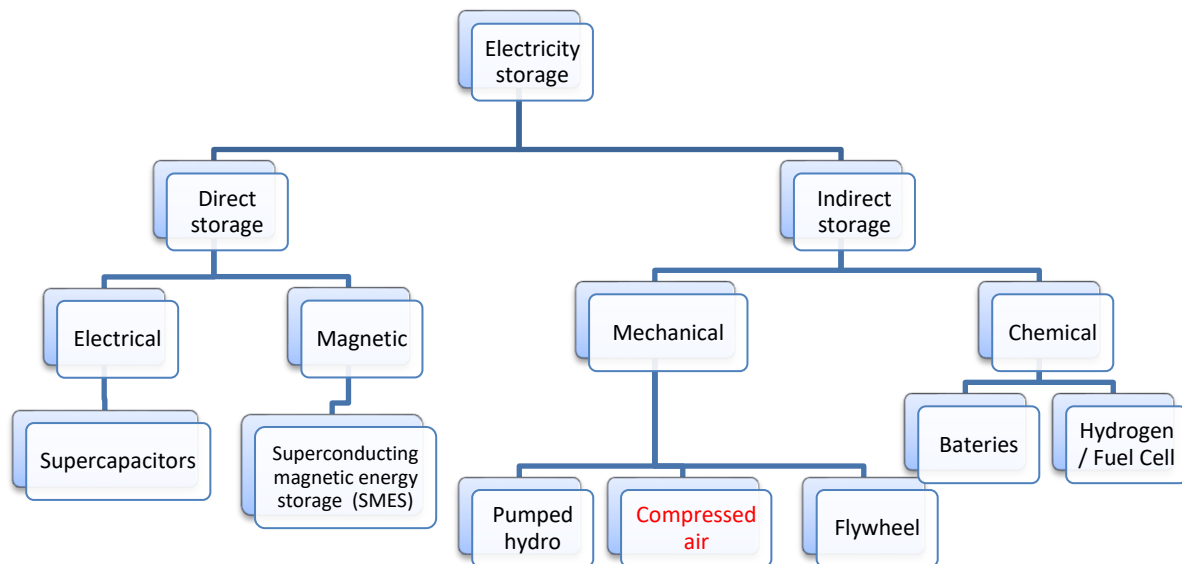 Electricity
storage
Direct
storage
Indirect
storage
Electrical
Magnetic
Mechanical
Chemical
Supercapacitors
Superconducting
magnetic energy
storage (SMES)
Pumped
hydro
Compressed
air
Flywheel
Bateries
Hydrogen
/ Fuel Cell